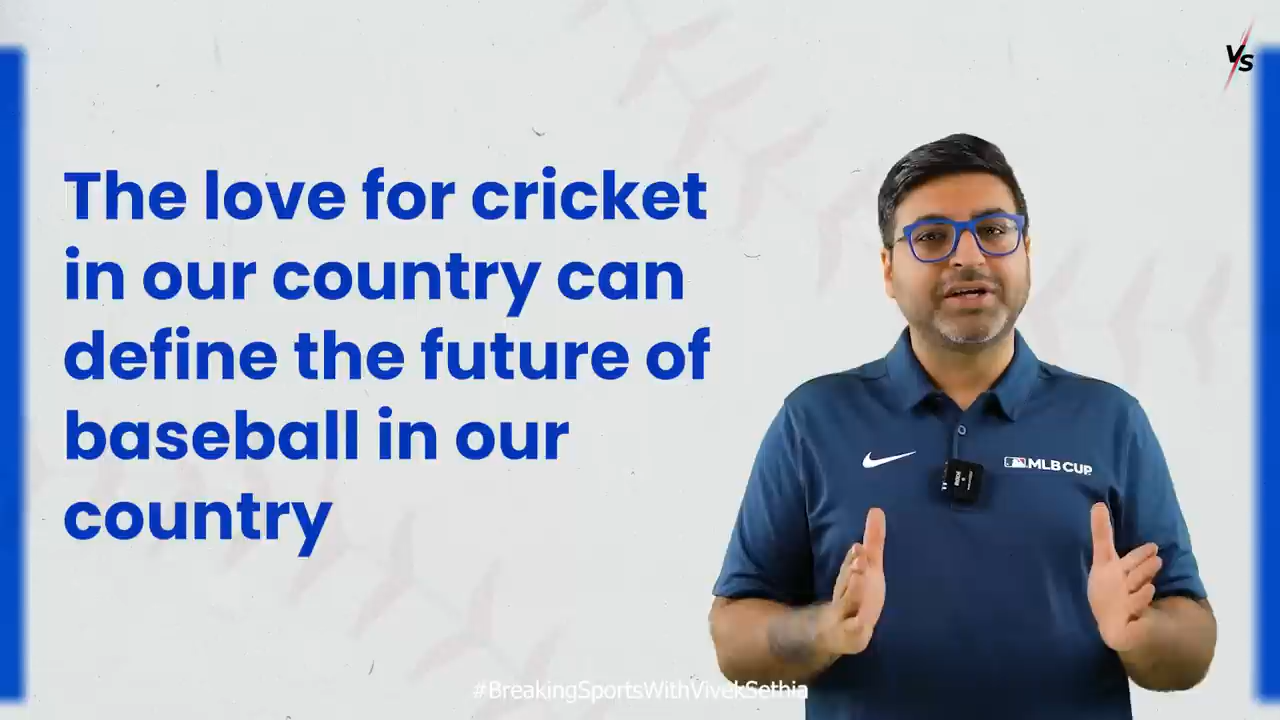 VS
The love for cricket
in our country can
define the future of
baseball in our
country
MLB CUP
#BreakingSportsWithVivekSethia